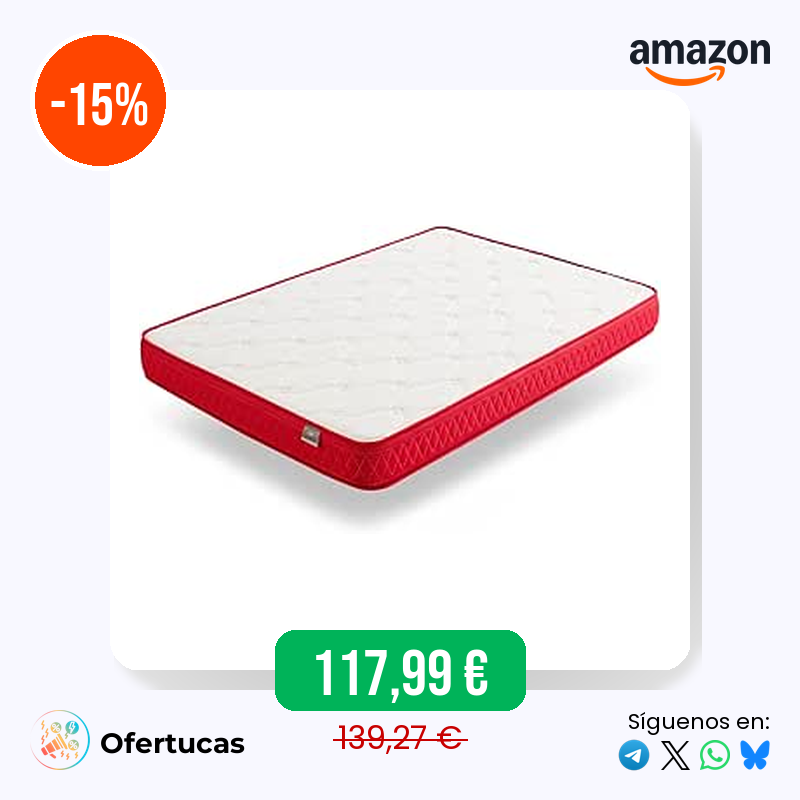 -15%
amazon
117,99 €
139,27 €
Ofertucas
Síguenos en: